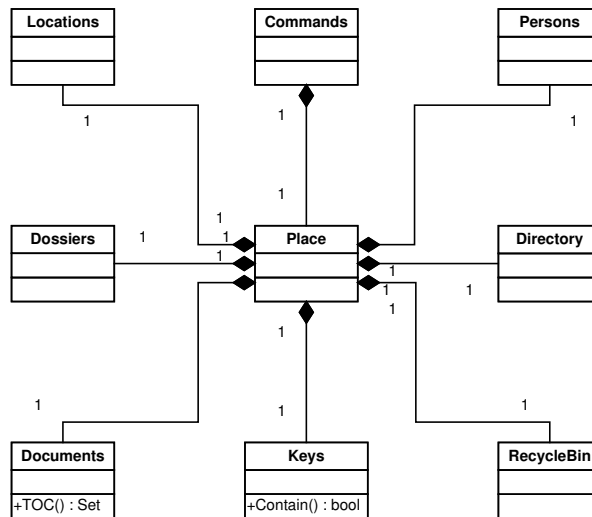 Locations
Commands
Persons
1
1
1
1
1
1
1
Dossiers
1
Place
Directory
1
1
1
1
1
1
1
1
1
Documents
Keys
RecycleBin
+TOC() : Set
+Contain() : bool